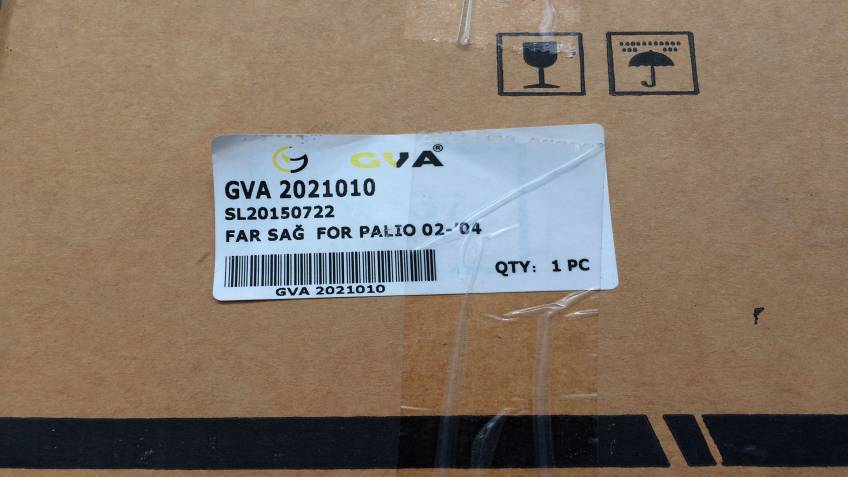 GVA®
GVA 2021010
SL20150722
FAR SAĞ FOR PALIO 02-'04
QTY: 1 PC
GVA 2021010